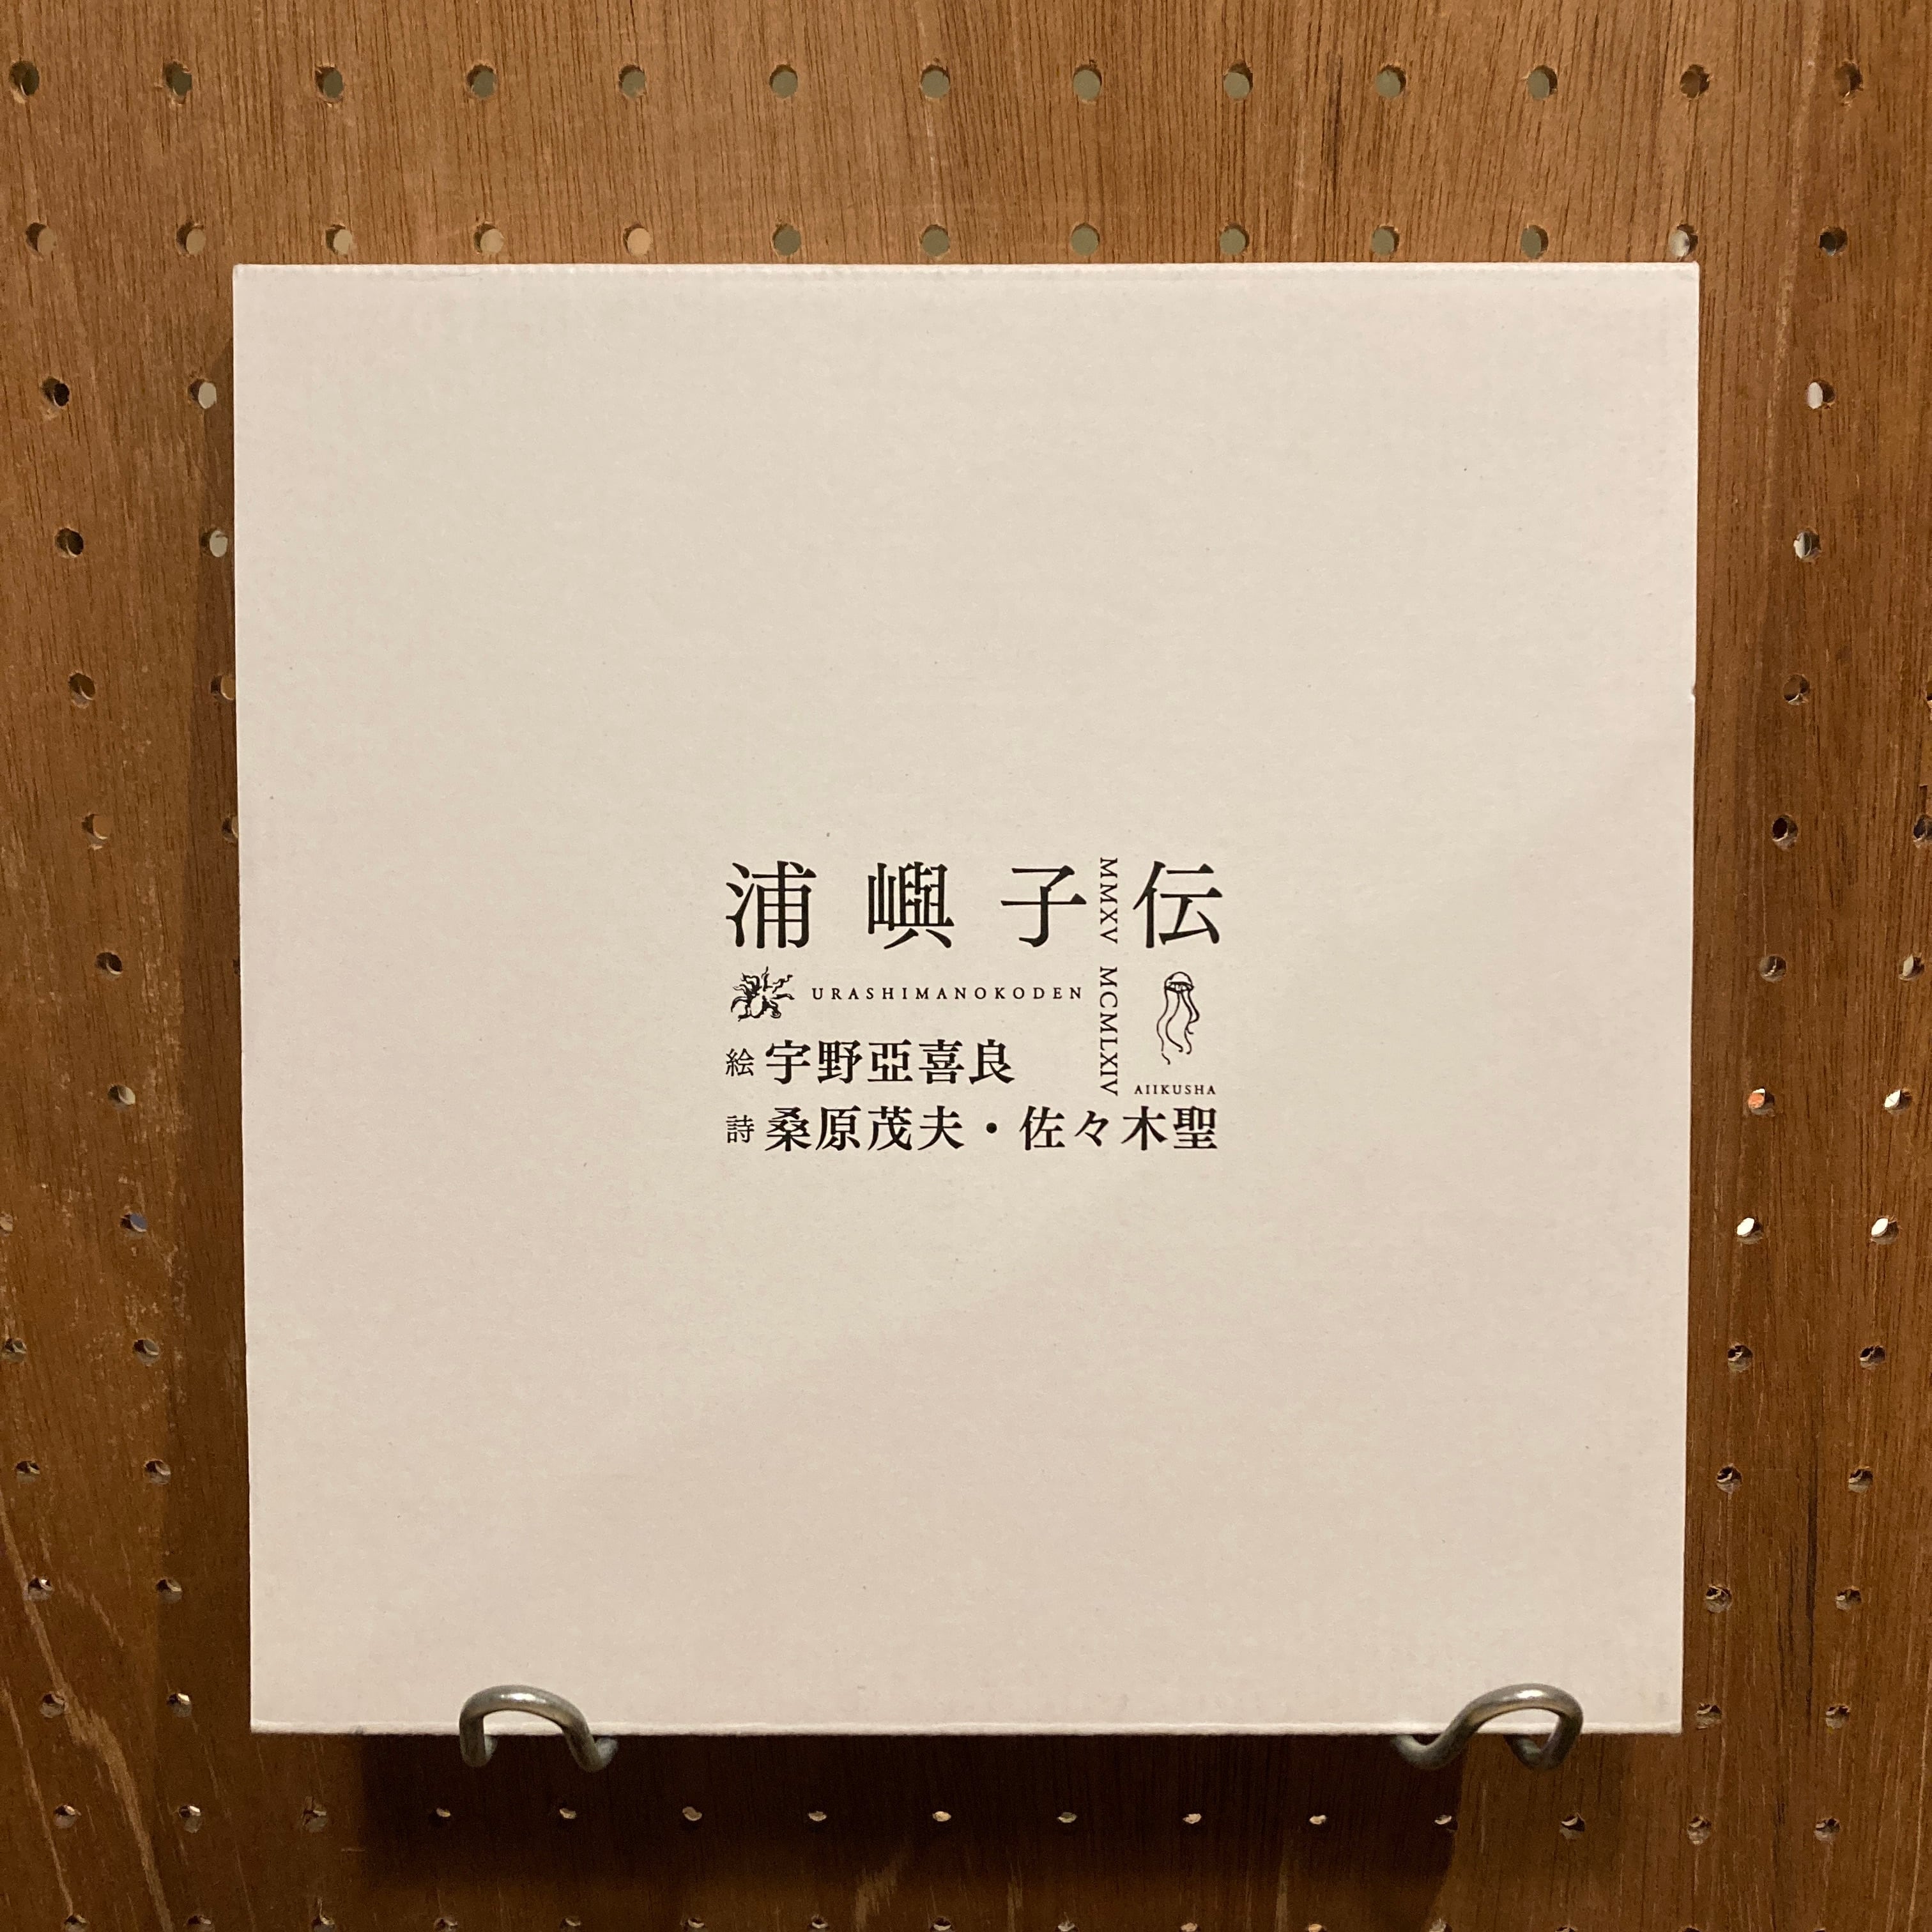 浦嶼子伝
URASHIMANOKODEN
MMXV MCMLXIV
AIIKUSHA
絵 宇野亞喜良
詩 桑原茂夫・佐々木聖